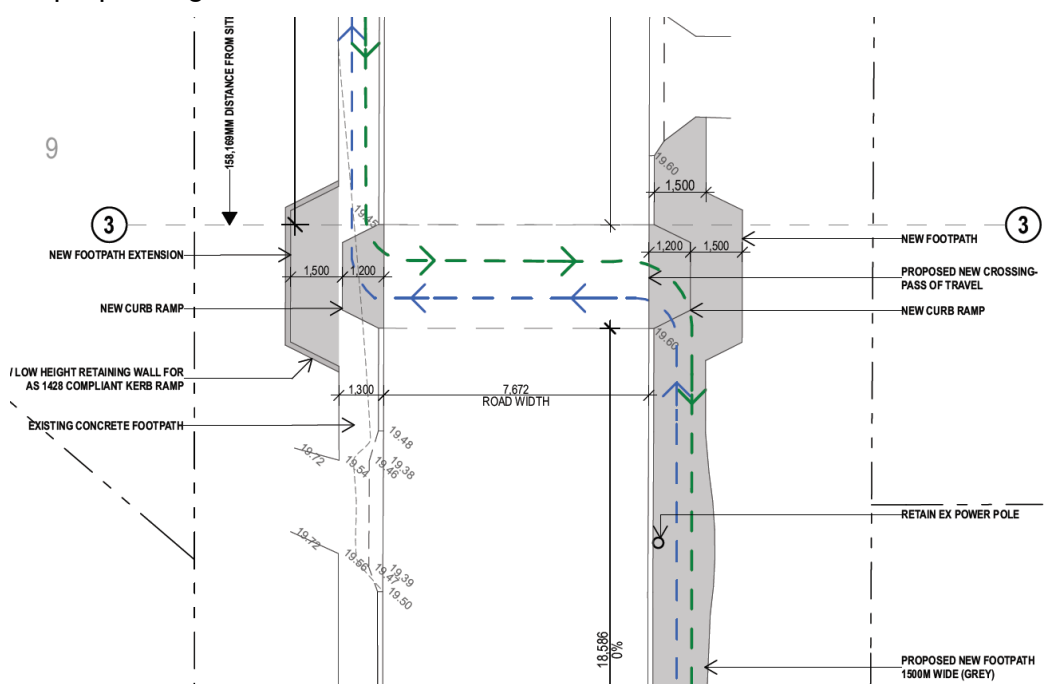 158,169MM DISTANCE FROM SIT
9
3
3
19.60
1,500
19.45
NEW FOOTPATH
NEW FOOTPATH EXTENSION
1,500
1,200
1,200
1,500
PROPOSED NEW CROSSING-
PASS OF TRAVEL
NEW CURB RAMP
NEW CURB RAMP
19.60
LOW HEIGHT RETAINING WALL FOR
AS 1428 COMPLIANT KERB RAMP
1,300
7,672
ROAD WIDTH
EXISTING CONCRETE FOOTPATH
19.48
19.72
19.54
19.46
19.38
RETAIN EX POWER POLE
19.72
19.66
19.47
19.39
19.50
18,586
0%
PROPOSED NEW FOOTPATH
1500M WIDE (GREY)